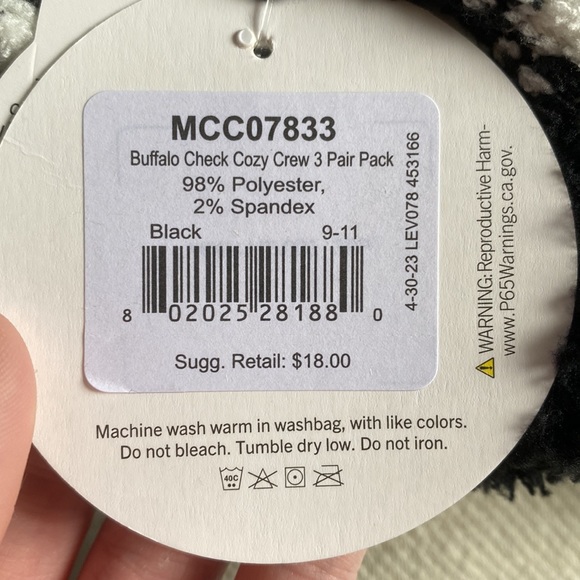 MCC07833
Buffalo Check Cozy Crew 3 Pair Pack
98% Polyester,
2% Spandex
Black 9-11
8 02025 28188 0
Sugg. Retail: $18.00
4-30-23 LEV078 453166
WARNING: Reproductive Harm-
www.P65Warnings.ca.gov.
Machine wash warm in washbag, with like colors.
Do not bleach. Tumble dry low. Do not iron.
40C